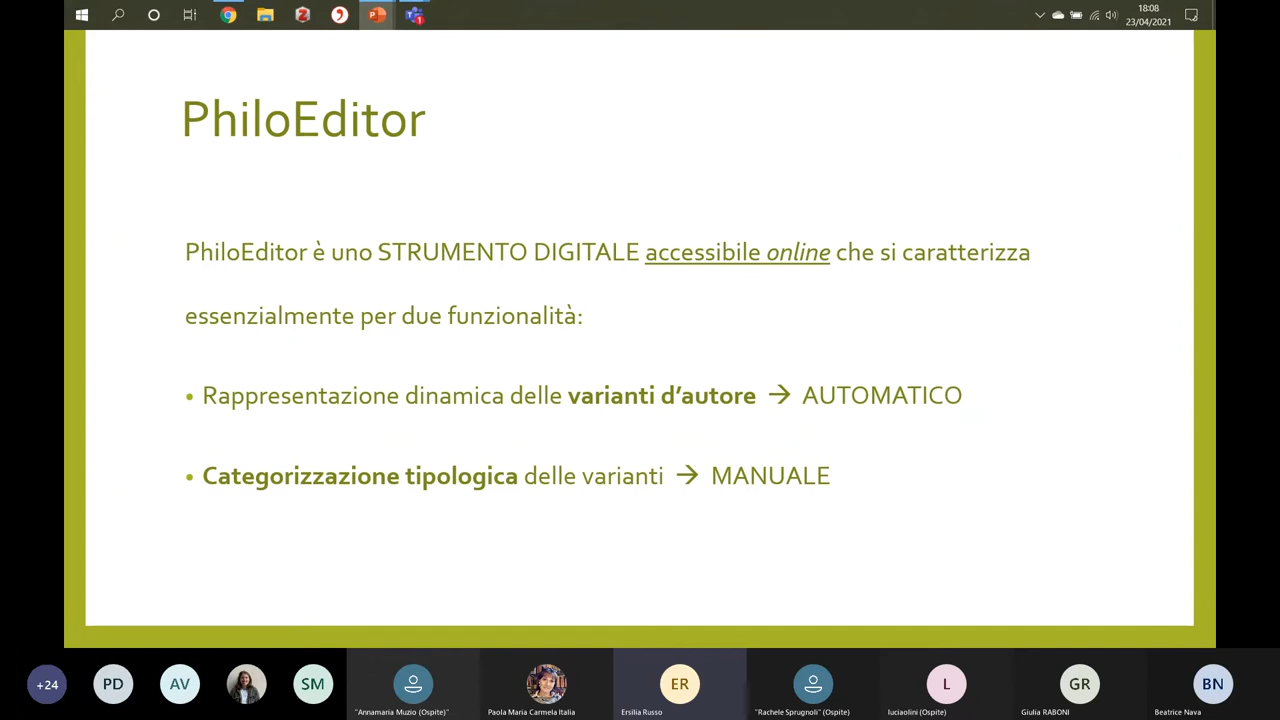 18:08
23/04/2021
PhiloEditor
PhiloEditor è uno STRUMENTO DIGITALE accessibile online che si caratterizza
essenzialmente per due funzionalità:
• Rappresentazione dinamica delle varianti d’autore → AUTOMATICO
• Categorizzazione tipologica delle varianti → MANUALE
+24 PD AV SM ER L GR BN
"Annamaria Muzio (Ospite)" Paola Maria Carmela Italia Ersilia Russo "Rachele Sprugnoli" (Ospite) luciaolini (Ospite) Giulia RABONI Beatrice Nava